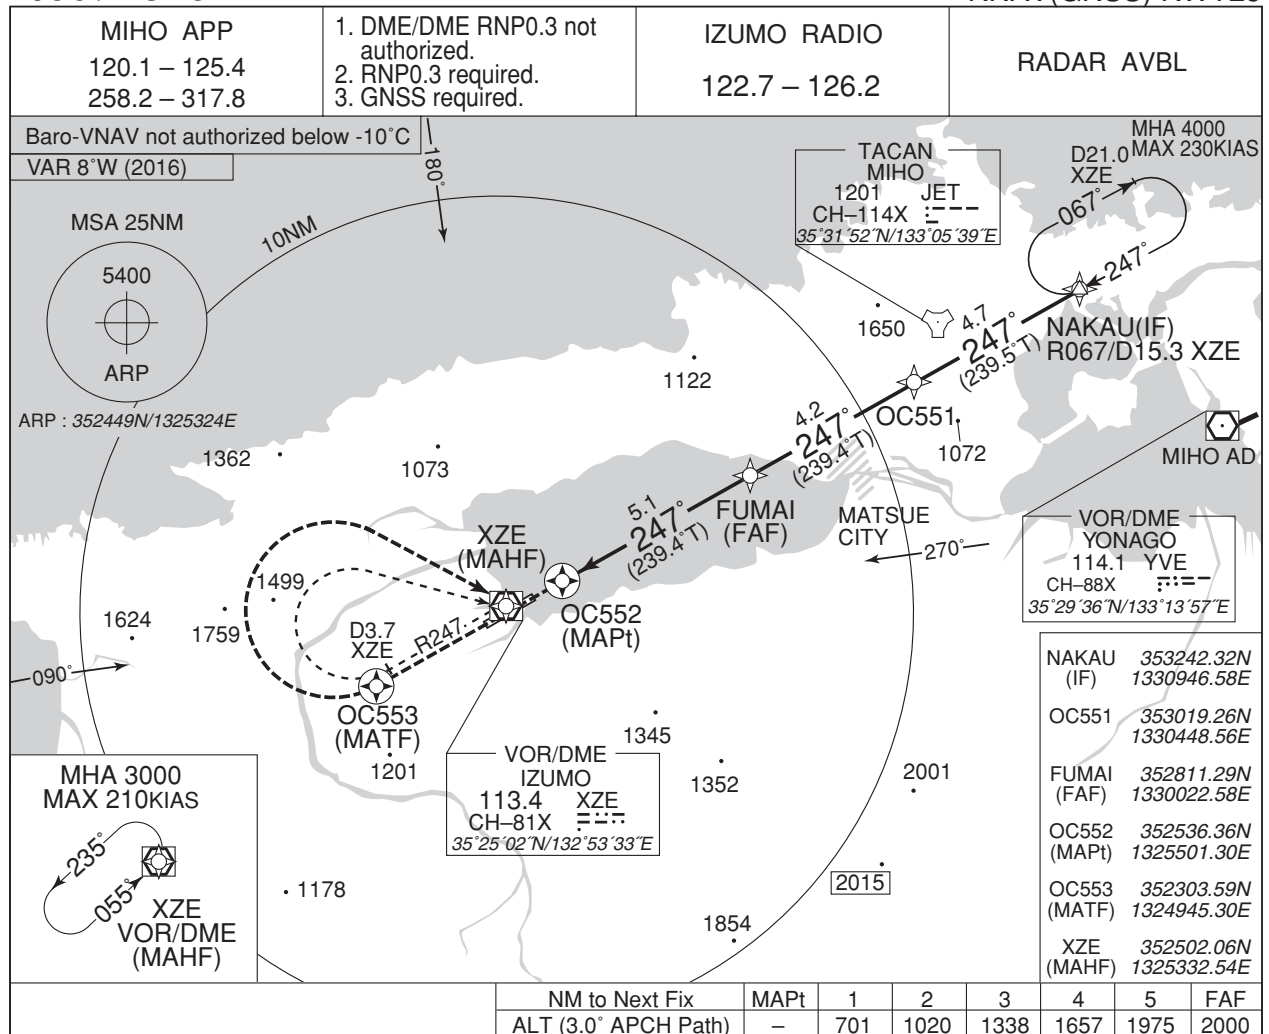 MIHO APP
120.1 – 125.4
258.2 – 317.8
1. DME/DME RNP0.3 not
authorized.
2. RNP0.3 required.
3. GNSS required.
IZUMO RADIO
122.7 – 126.2
RADAR AVBL
Baro-VNAV not authorized below -10˚C
VAR 8˚W (2016)
180˚
MSA 25NM
5400
ARP
ARP : 352449N/1325324E
10NM
TACAN
MIHO
1201 JET
CH–114X
35˚31´52˝N/133˚05´39˝E
MHA 4000
MAX 230KIAS
D21.0
XZE
067˚
247˚
NAKAU(IF)
R067/D15.3 XZE
1650
4.7
247˚
(239.5˚T)
1122
OC551
1072
4.2
247˚
(239.4˚T)
MIHO AD
1362
1073
FUMAI
(FAF)
MATSUE
CITY
270˚
5.1
247˚
(239.4˚T)
VOR/DME
YONAGO
114.1 YVE
CH–88X
35˚29´36˝N/133˚13´57˝E
XZE
(MAHF)
OC552
(MAPt)
1499
1624
1759
D3.7
XZE
R247
090˚
OC553
(MATF)
1201
1345
1352
2001
VOR/DME
IZUMO
113.4 XZE
CH–81X
35˚25´02˝N/132˚53´33˝E
MHA 3000
MAX 210KIAS
235˚
055˚
XZE
VOR/DME
(MAHF)
1178
2015
1854
NAKAU 353242.32N
(IF) 1330946.58E
OC551 353019.26N
1330448.56E
FUMAI 352811.29N
(FAF) 1330022.58E
OC552 352536.36N
(MAPt) 1325501.30E
OC553 352303.59N
(MATF) 1324945.30E
XZE 352502.06N
(MAHF) 1325332.54E
NM to Next Fix MAPt 1 2 3 4 5 FAF
ALT (3.0˚ APCH Path) – 701 1020 1338 1657 1975 2000